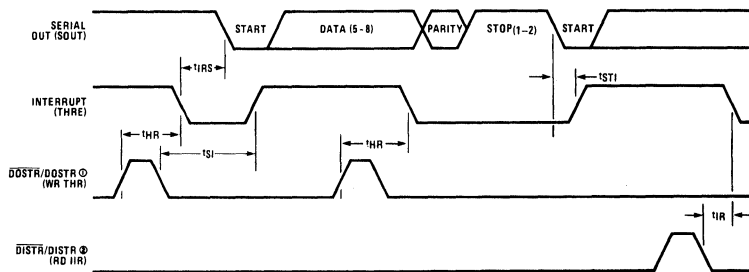 SERIAL
OUT (SOUT)
START
DATA (5-8)
PARITY
STOP(1-2)
START
tIRS
tSTI
INTERRUPT
(THRE)
tHR
tSI
tHR
DOSTR/DOSTR ①
(WR THR)
tIR
DISTR/DISTR ②
(RD IIR)